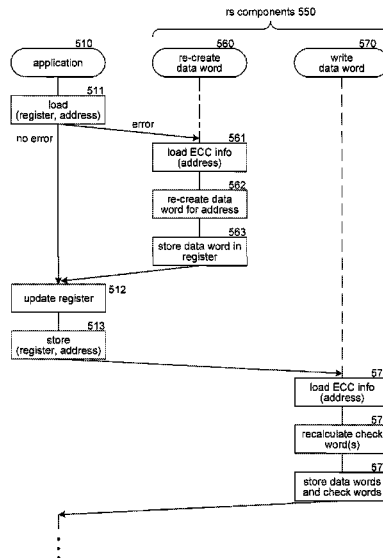 rs components 550
510
application
560
re-create
data word
570
write
data word
511
load
(register, address)
error
no error
561
load ECC info
(address)
562
re-create data
word for address
563
store data word in
register
update register
512
513
store
(register, address)
57
load ECC info
(address)
57
recalculate check
word(s)
57
store data words
and check words